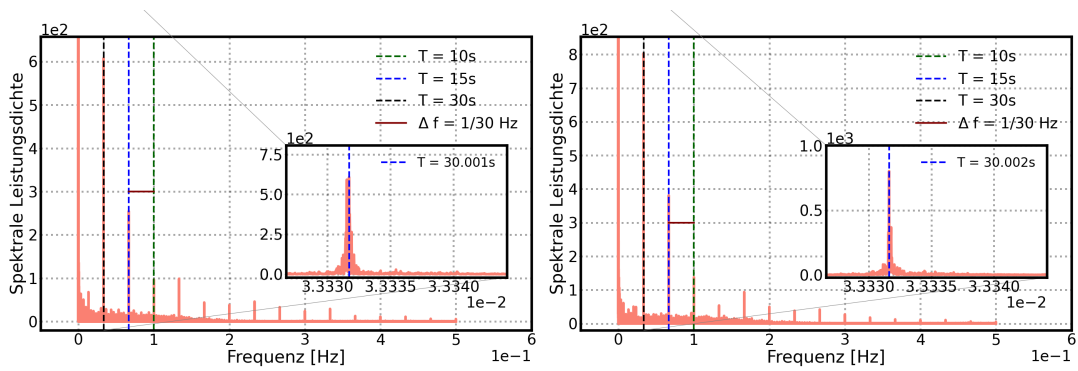 1e2
Spektrale Leistungsdichte
6
5
4
3
2
1
0
T = 10s
T = 15s
T = 30s
Δ f = 1/30 Hz
1e2
7.5
5.0
2.5
0.0
T = 30.001s
3.3330 3.3335 3.3340
1e−2
0 1 2 3 4 5 6
Frequenz [Hz]
1e−1
1e2
Spektrale Leistungsdichte
8
7
6
5
4
3
2
1
0
T = 10s
T = 15s
T = 30s
Δ f = 1/30 Hz
1e3
1.0
0.5
0.0
T = 30.002s
3.3330 3.3335 3.3340
1e−2
0 1 2 3 4 5 6
Frequenz [Hz]
1e−1